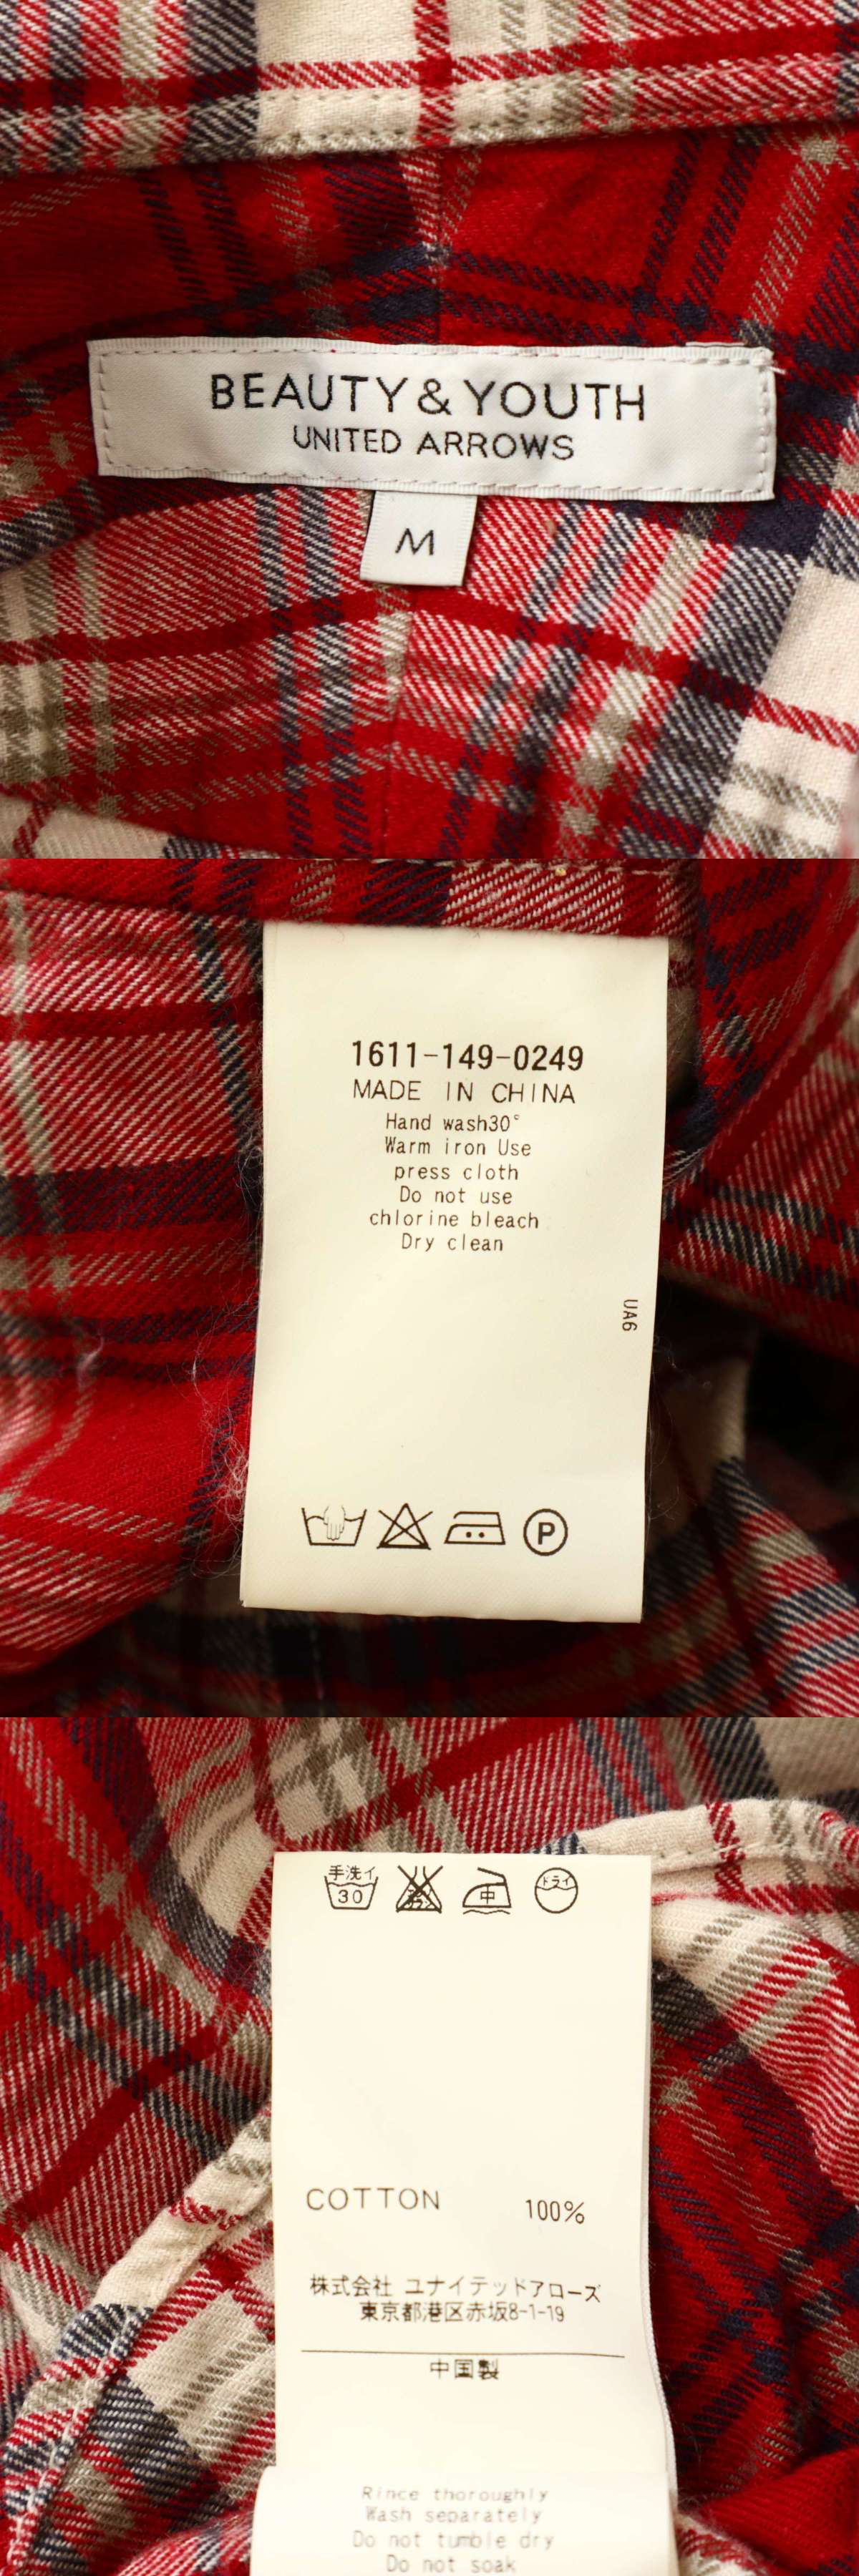 BEAUTY&YOUTH
UNITED ARROWS
M
1611-149-0249
MADE IN CHINA
Hand wash30°
Warm iron Use
press cloth
Do not use
chlorine bleach
Dry clean
UA6
P
手洗イ
30
中
ドライ
COTTON 100%
株式会社 ユナイテッドアローズ
東京都港区赤坂8-1-19
中国製
Rince thoroughly
Wash separately
Do not tumble dry
Do not soak